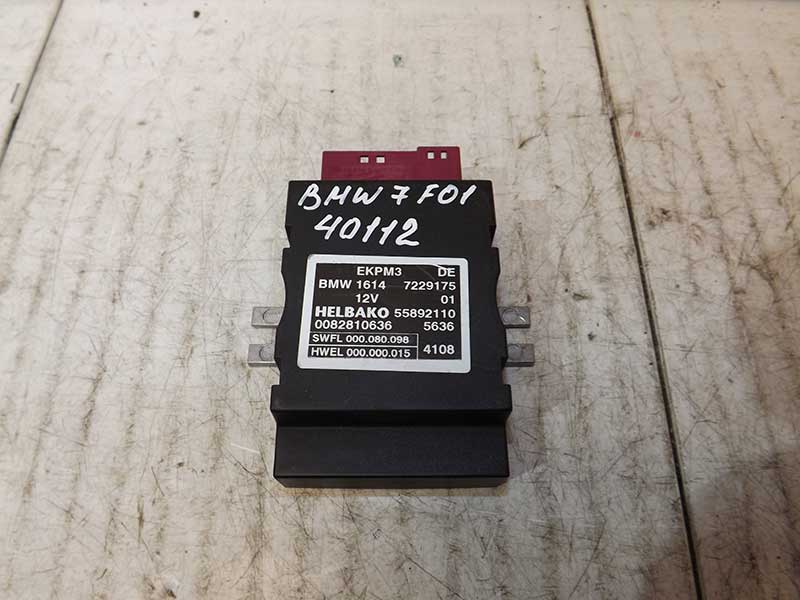 BMW 7 F01
40112
EKPM3 DE
BMW 1614 7229175
12V 01
HELBAKO 55892110
0082810636 5636
SWFL 000.080.098
HWEL 000.000.015 4108